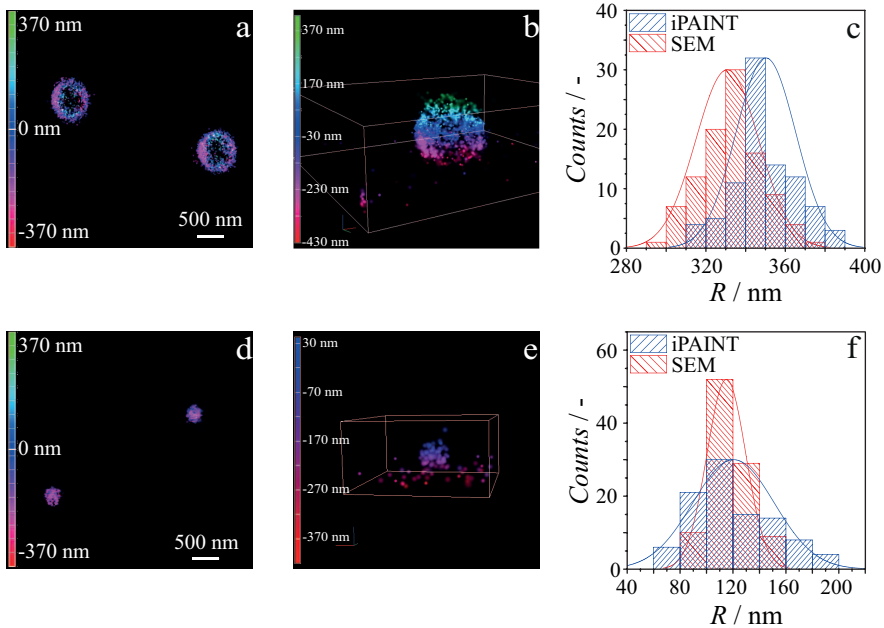 370 nm
0 nm
-370 nm
a
500 nm
370 nm
170 nm
-30 nm
-230 nm
-430 nm
b
c
iPAINT
SEM
Counts / -
40
30
20
10
0
280 320 360 400
R / nm
370 nm
0 nm
-370 nm
d
500 nm
30 nm
-70 nm
-170 nm
-270 nm
-370 nm
e
f
iPAINT
SEM
Counts / -
60
40
20
0
40 80 120 160 200
R / nm